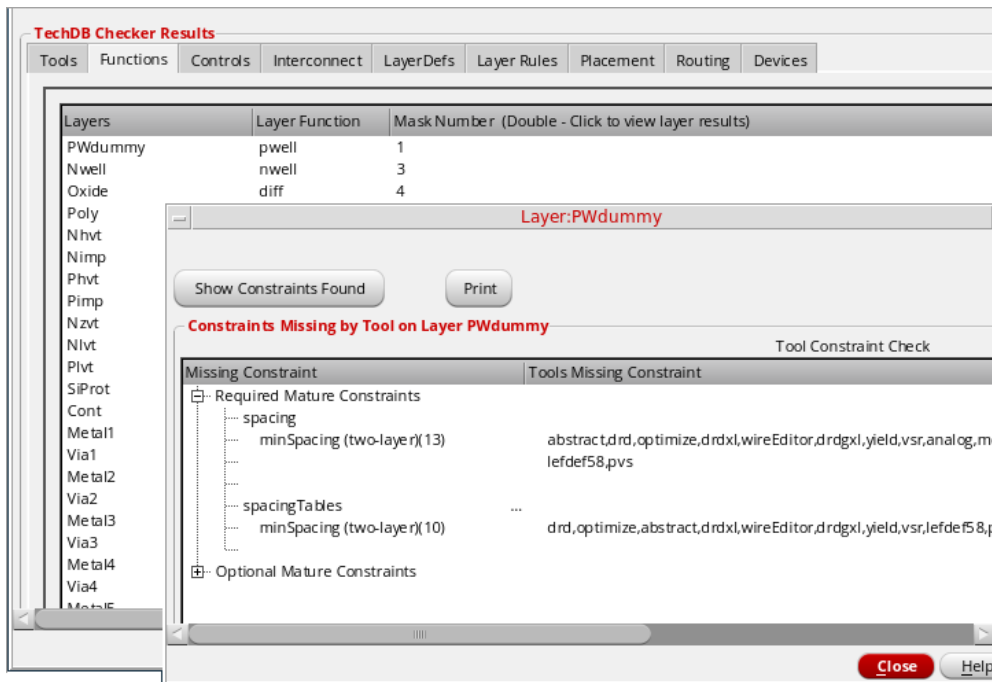 TechDB Checker Results
Tools Functions Controls Interconnect LayerDefs Layer Rules Placement Routing Devices
Layers Layer Function Mask Number (Double - Click to view layer results)
PWdummy pwell 1
Nwell nwell 3
Oxide diff 4
Poly
Nhvt
Nimp
Phvt
Pimp
Nzvt
Nlvt
Plvt
SiProt
Cont
Metal1
Via1
Metal2
Via2
Metal3
Via3
Metal4
Via4
Metal5
Layer:PWdummy
Show Constraints Found Print
Constraints Missing by Tool on Layer PWdummy
Tool Constraint Check
Missing Constraint Tools Missing Constraint
Required Mature Constraints
spacing
minSpacing (two-layer)(13) abstract,drd,optimize,drdxl,wireEditor,drdgxl,yield,vsr,analog,
lefdef58,pvs
spacingTables ...
minSpacing (two-layer)(10) drd,optimize,abstract,drdxl,wireEditor,drdgxl,yield,vsr,lefdef58,
Optional Mature Constraints
Close Help